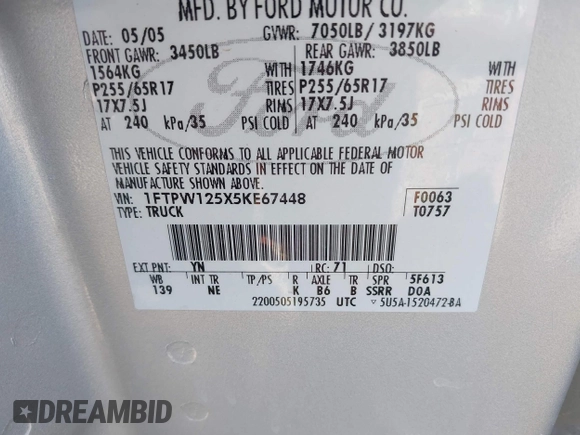 MFD. BY FORD MOTOR CO.
DATE: 05/05 GVWR: 7050LB/ 3197KG
FRONT GAWR: 3450LB REAR GAWR: 3850LB
1564KG WITH 1746KG WITH
P255/65R17 TIRES P255/65R17 TIRES
17X7.5J RIMS 17X7.5J RIMS
AT 240 kPa/35 PSI COLD AT 240 kPa/35 PSI COLD
Ford
THIS VEHICLE CONFORMS TO ALL APPLICABLE FEDERAL MOTOR
VEHICLE SAFETY STANDARDS IN EFFECT ON THE DATE OF
MANUFACTURE SHOWN ABOVE.
VIN: 1FTPW125X5KE67448 F0063
TYPE: TRUCK T0757
EXT PNT: YN RC: 71 DSO:
WB INT TR TP/PS R AXLE TR SPR 5F613
139 NE K B6 B SSRR DOA
2200505195735 UTC 5U5A-1520472-BA
DREAMBID